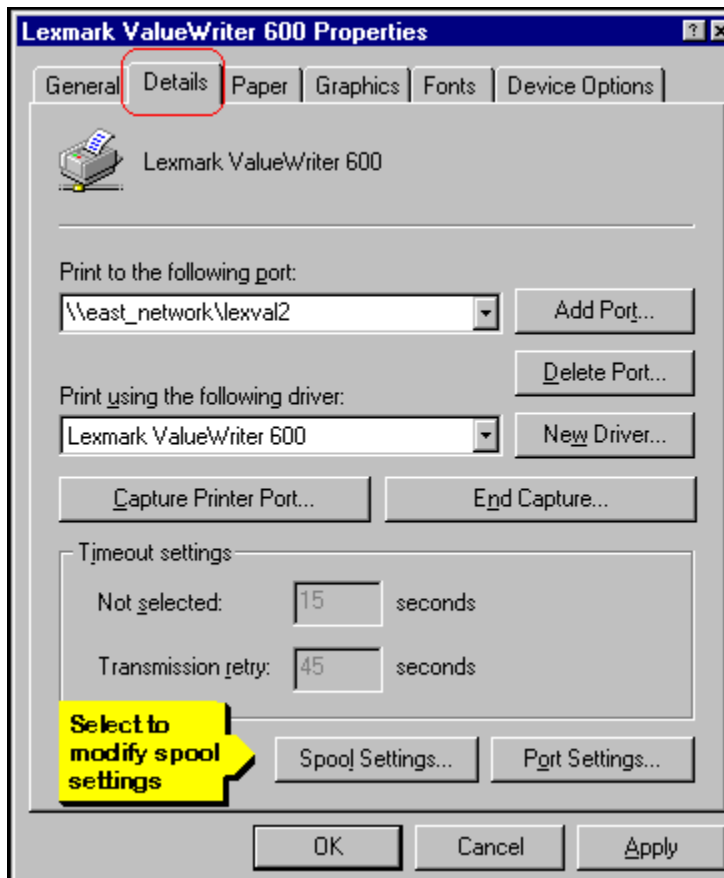 Lexmark ValueWriter 600 Properties
General Details Paper Graphics Fonts Device Options
Lexmark ValueWriter 600
Print to the following port:
\\east_network\lexval2
Add Port...
Delete Port...
Print using the following driver:
Lexmark ValueWriter 600
New Driver...
Capture Printer Port... End Capture...
Timeout settings
Not selected: 15 seconds
Transmission retry: 45 seconds
Select to
modify spool
settings
Spool Settings... Port Settings...
OK Cancel Apply